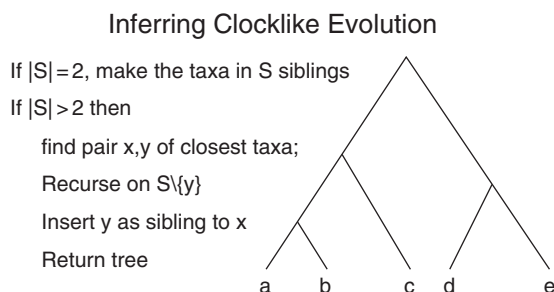 Inferring Clocklike Evolution
If |S|=2, make the taxa in S siblings
If |S|>2 then
find pair x,y of closest taxa;
Recurse on S\{y}
Insert y as sibling to x
Return tree
a b c d e